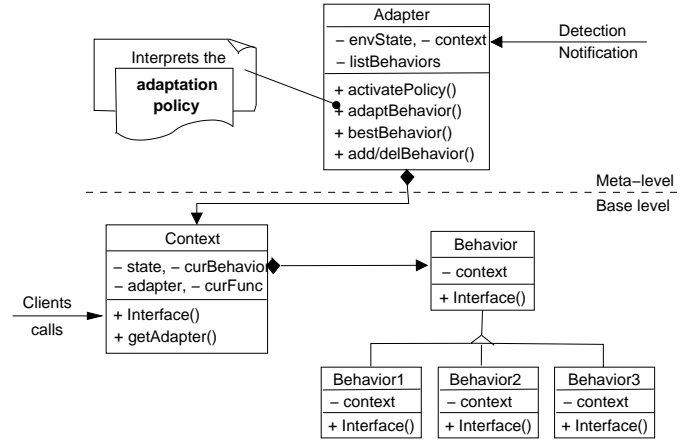 Adapter
– envState, – context
– listBehaviors
+ activatePolicy()
+ adaptBehavior()
+ bestBehavior()
+ add/delBehavior()
Interprets the
adaptation
policy
Detection
Notification
Meta–level
Base level
Context
– state, – curBehavior
– adapter, – curFunc
+ Interface()
+ getAdapter()
Clients
calls
Behavior
– context
+ Interface()
Behavior1
– context
+ Interface()
Behavior2
– context
+ Interface()
Behavior3
– context
+ Interface()